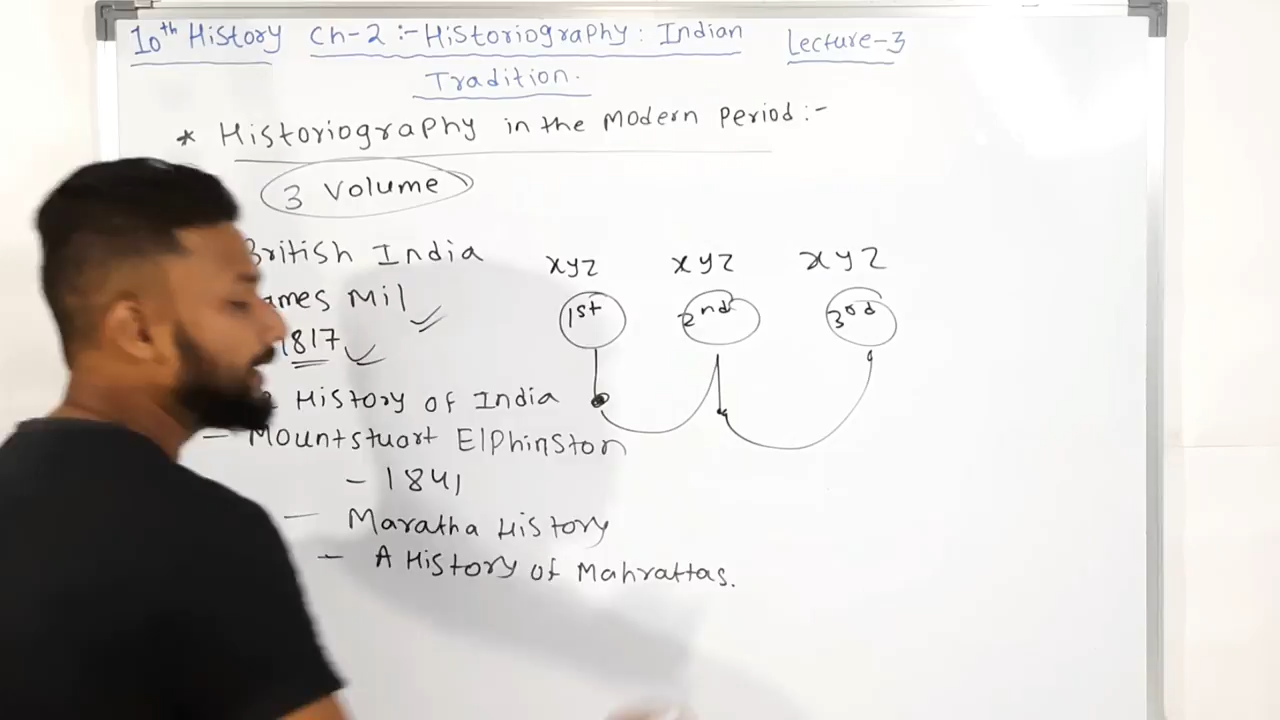 10th History Ch-2 :- Historiography : Indian Lecture-3
Tradition.
* Historiography in the Modern Period :-
3 Volume
British India
James Mil
1817
History of India
- Mountstuart Elphinston
- 1841
- Maratha History
- A History of Mahrattas.
xyz xyz xyz
1st 2nd 3rd